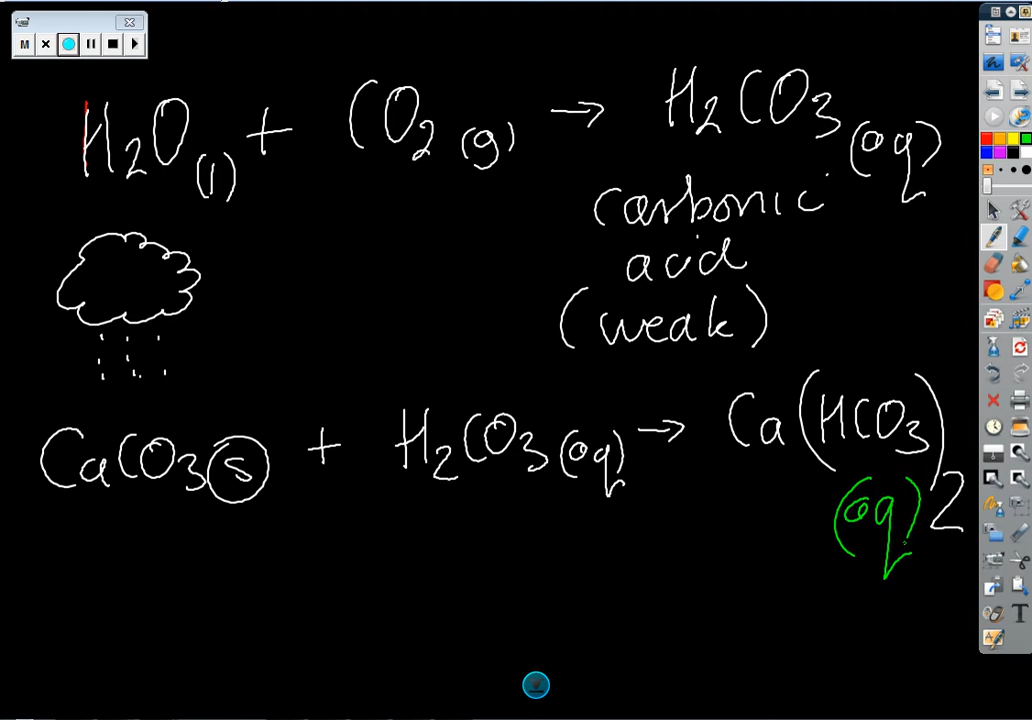 M
H2O(l) + CO2(g) → H2CO3(aq)
carbonic
acid
(weak)
CaCO3(s) + H2CO3(aq) → Ca(HCO3)2
(aq)
T